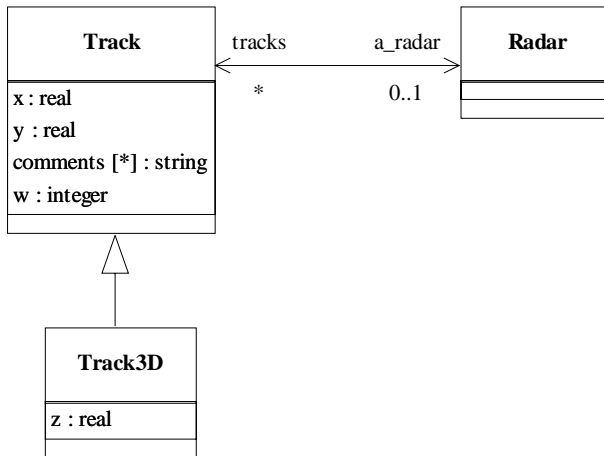 Track
tracks
a_radar
Radar
x : real
y : real
comments [*] : string
w : integer
*
0..1
Track3D
z : real